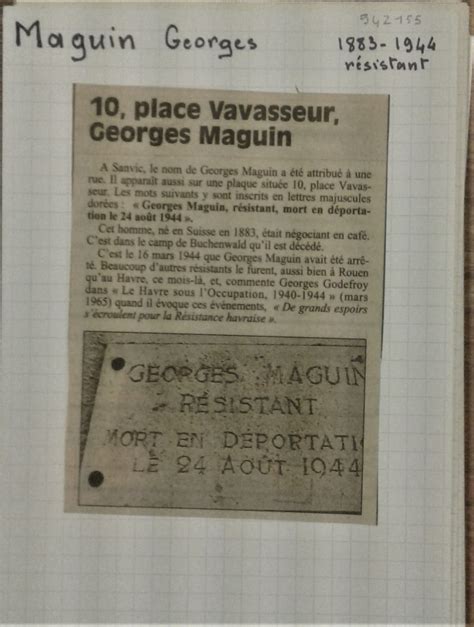 942-155
Maguin Georges
1883-1944
résistant
10, place Vavasseur,
Georges Maguin
A Sanvic, le nom de Georges Maguin a été attribué à une
rue. Il apparaît aussi sur une plaque située 10, place Vavas-
seur. Les mots suivants y sont inscrits en lettres majuscules
dorées : « Georges Maguin, résistant, mort en déporta-
tion le 24 août 1944 ».
Cet homme, né en Suisse en 1883, était négociant en café.
C'est dans le camp de Buchenwald qu'il est décédé.
C'est le 16 mars 1944 que Georges Maguin avait été arrê-
té. Beaucoup d'autres résistants le furent, aussi bien à Rouen
qu'au Havre, ce mois-là, et, commente Georges Godefroy
dans « Le Havre sous l'Occupation, 1940-1944 » (mars
1965) quand il évoque ces événements, « De grands espoirs
s'écroulent pour la Résistance havraise ».
GEORGES MAGUIN
RÉSISTANT
MORT EN DEPORTATI
LE 24 AOÛT 1944